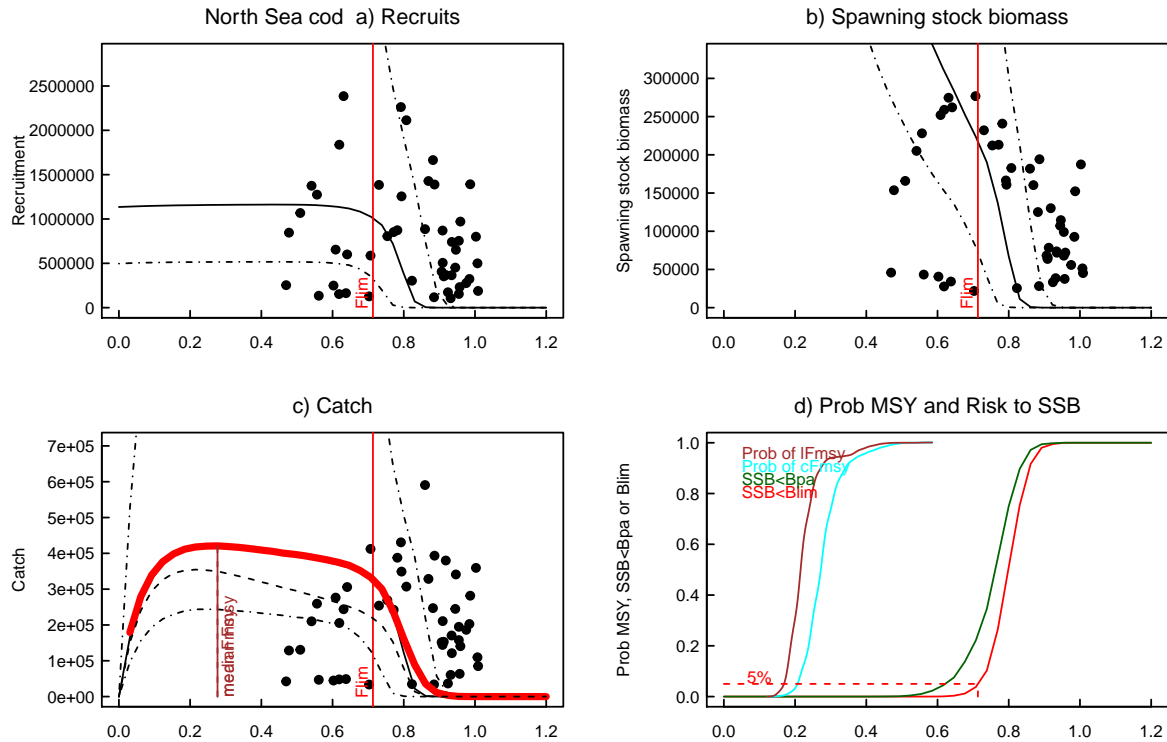 North Sea cod a) Recruits
Recruitment
2500000
2000000
1500000
1000000
500000
0
Flim
0.0 0.2 0.4 0.6 0.8 1.0 1.2
b) Spawning stock biomass
Spawning stock biomass
300000
250000
200000
150000
100000
50000
0
Flim
0.0 0.2 0.4 0.6 0.8 1.0 1.2
c) Catch
Catch
7e+05
6e+05
5e+05
4e+05
3e+05
2e+05
1e+05
0e+00
median Fmsy
Flim
0.0 0.2 0.4 0.6 0.8 1.0 1.2
d) Prob MSY and Risk to SSB
Prob MSY, SSB<Bpa or Blim
1.0
0.8
0.6
0.4
0.2
0.0
Prob of lFmsy
Prob of cFmsy
SSB<Bpa
SSB<Blim
5%
0.0 0.2 0.4 0.6 0.8 1.0 1.2